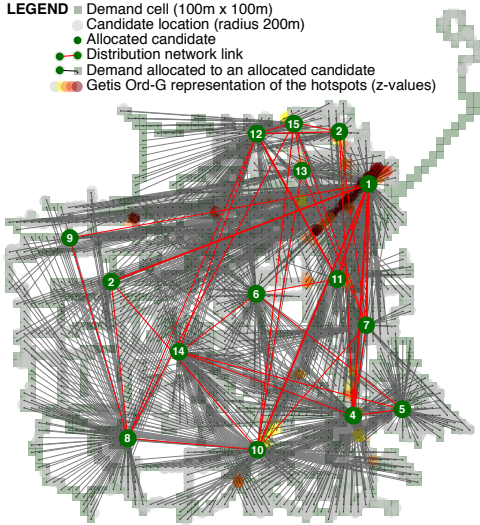 LEGEND Demand cell (100m x 100m)
Candidate location (radius 200m)
Allocated candidate
Distribution network link
Demand allocated to an allocated candidate
Getis Ord-G representation of the hotspots (z-values)
12
15
2
13
1
9
2
6
11
7
14
4
5
8
10